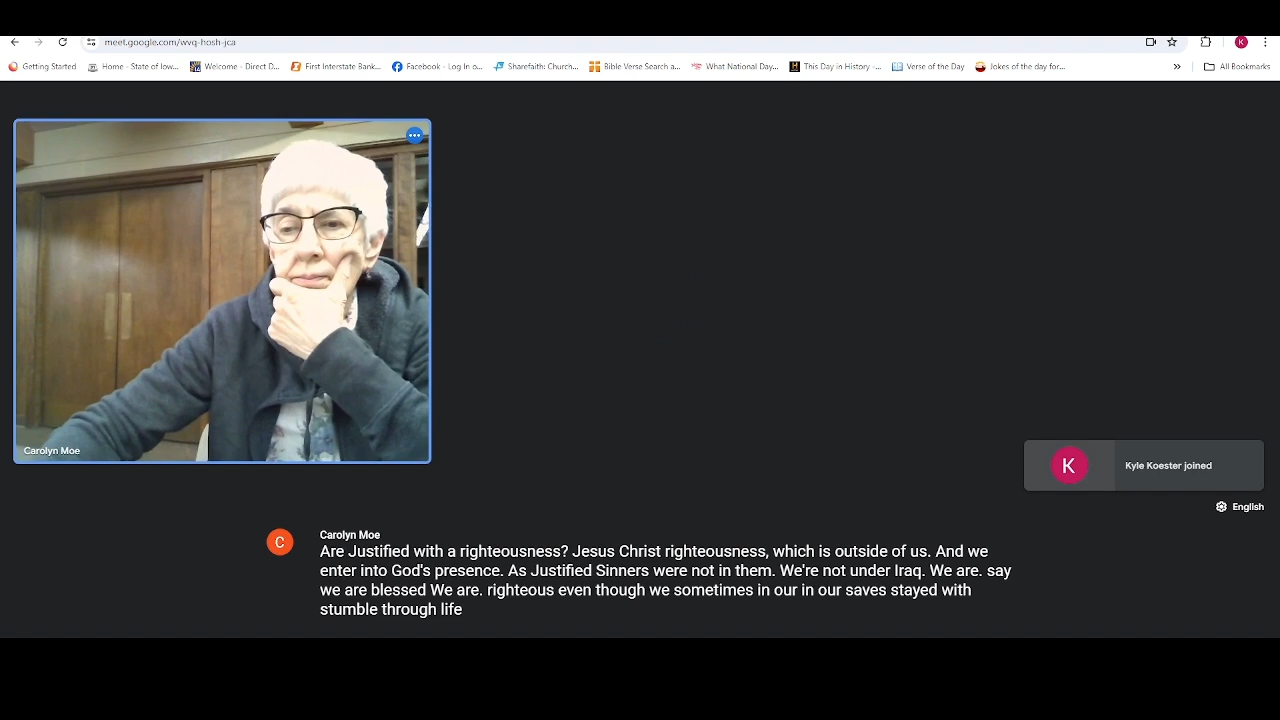 meet.google.com/wvq-hosh-jca
K
Getting Started
Home - State of Iow...
Welcome - Direct D...
First Interstate Bank...
Facebook - Log In o...
Sharefaith: Church...
Bible Verse Search a...
What National Day...
This Day in History -...
Verse of the Day
Jokes of the day for...
»
All Bookmarks
Carolyn Moe
K
Kyle Koester joined
English
C
Carolyn Moe
Are Justified with a righteousness? Jesus Christ righteousness, which is outside of us. And we
enter into God's presence. As Justified Sinners were not in them. We're not under Iraq. We are. say
we are blessed We are. righteous even though we sometimes in our in our saves stayed with
stumble through life